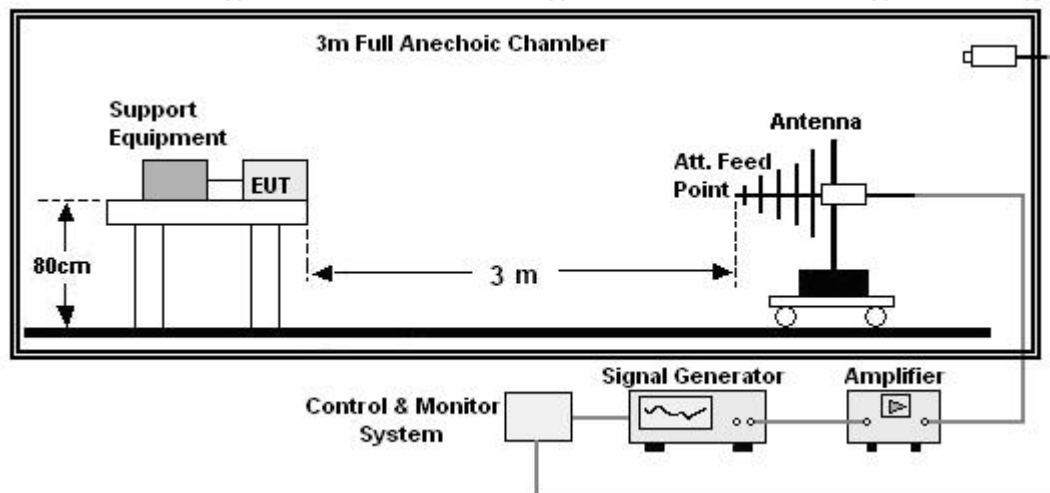 3m Full Anechoic Chamber
Support
Equipment
EUT
Antenna
Att. Feed
Point
80cm
3 m
Signal Generator
Amplifier
Control & Monitor
System